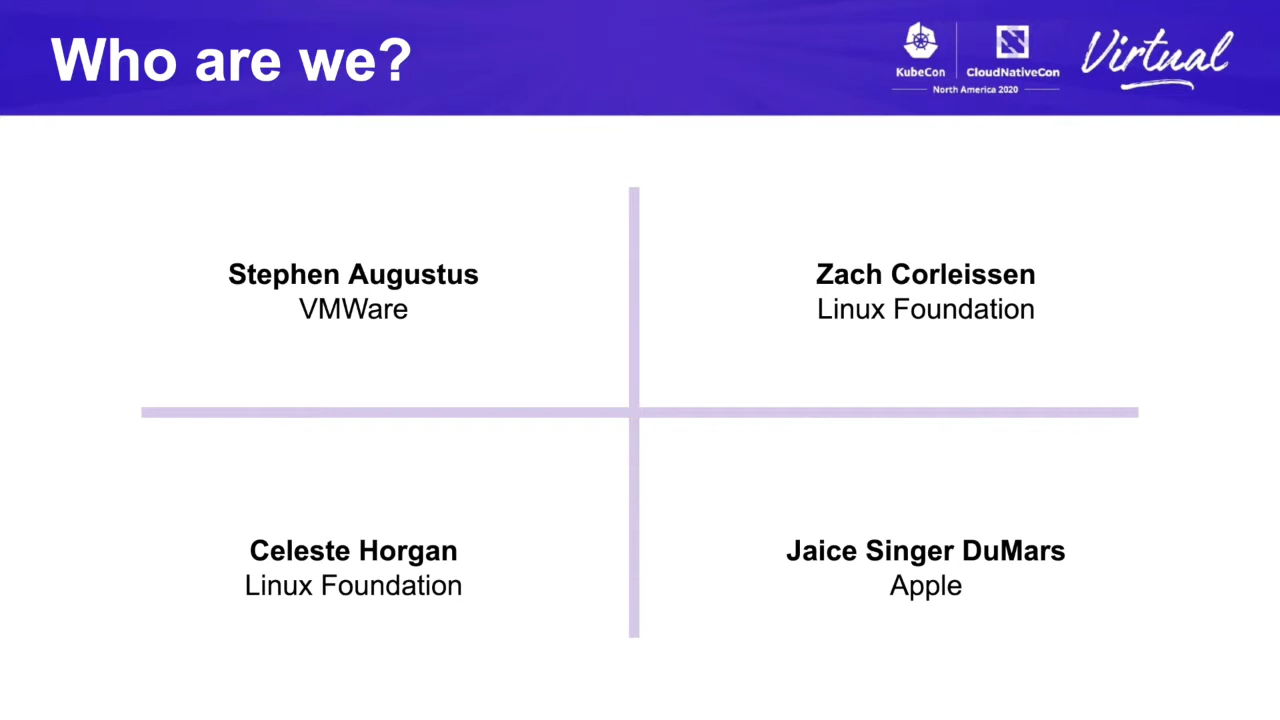 Who are we?
KubeCon
CloudNativeCon
North America 2020
Virtual
Stephen Augustus
VMWare
Zach Corleissen
Linux Foundation
Celeste Horgan
Linux Foundation
Jaice Singer DuMars
Apple